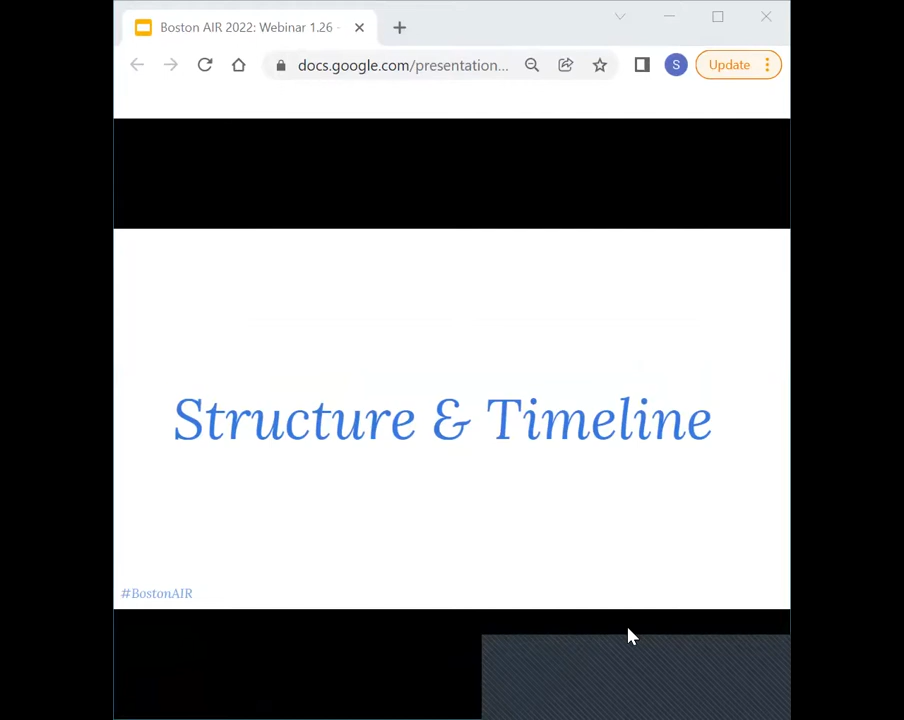 Boston AIR 2022: Webinar 1.26 -
docs.google.com/presentation...
S
Update
Structure & Timeline
#BostonAIR